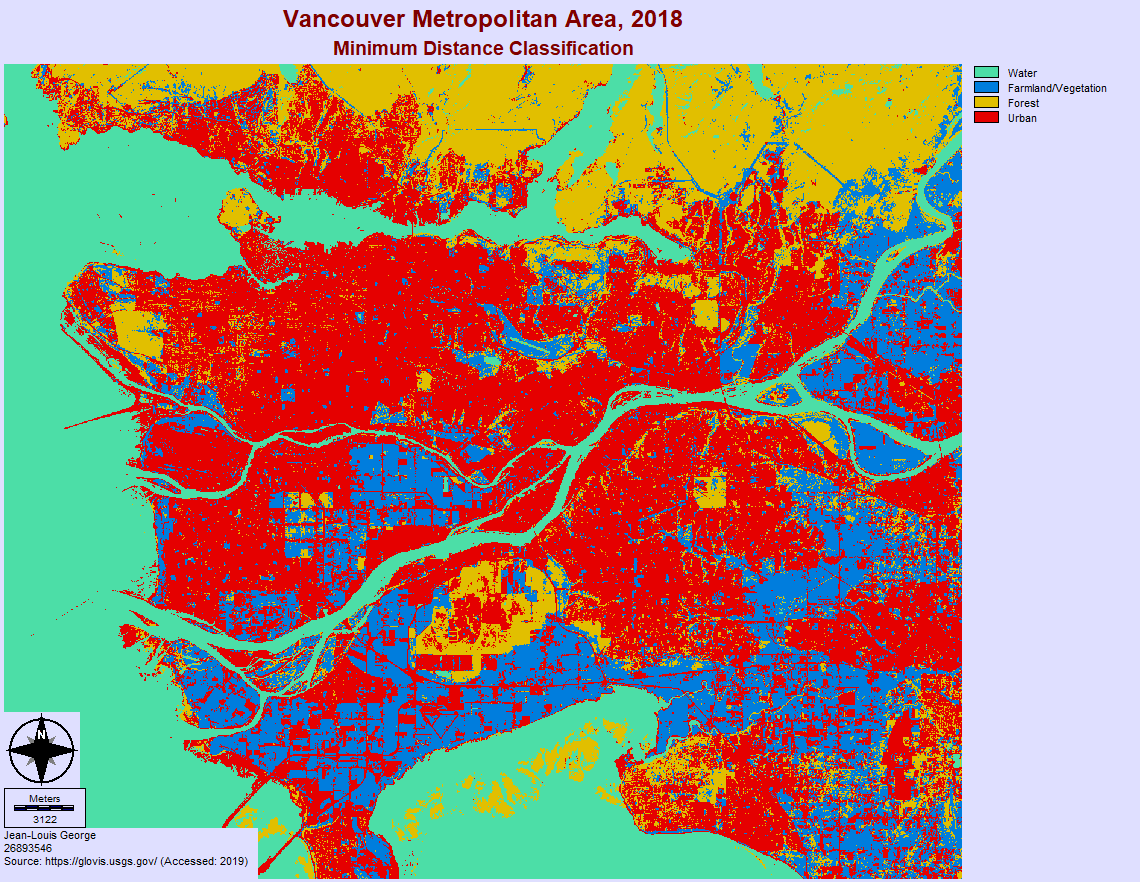 Vancouver Metropolitan Area, 2018
Minimum Distance Classification
Water
Farmland/Vegetation
Forest
Urban
N
Meters
3122
Jean-Louis George
26893546
Source: https://glovis.usgs.gov/ (Accessed: 2019)